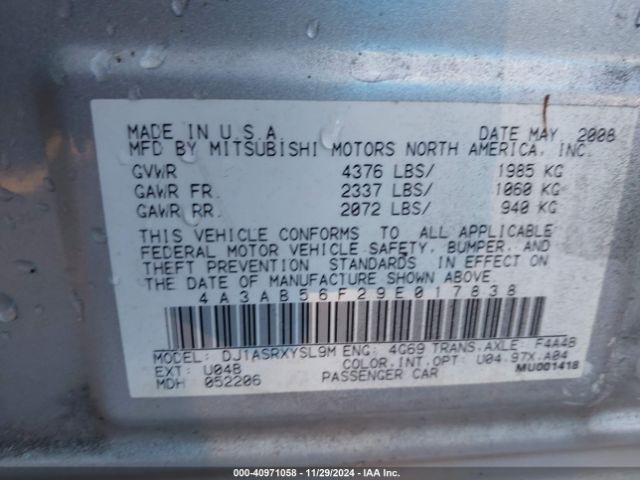 MADE IN U.S.A. DATE MAY, 2008
MFD BY MITSUBISHI MOTORS NORTH AMERICA, INC.
GVWR 4376 LBS/ 1985 KG
GAWR FR. 2337 LBS/ 1060 KG
GAWR RR. 2072 LBS/ 940 KG
THIS VEHICLE CONFORMS TO ALL APPLICABLE
FEDERAL MOTOR VEHICLE SAFETY, BUMPER, AND
THEFT PREVENTION STANDARDS IN EFFECT ON
THE DATE OF MANUFACTURE SHOWN ABOVE.
4A3AB56F29E017838
MODEL: DJ1ASRXYSL9M ENG: 4G69 TRANS.AXLE: F4A4B
EXT: U04B COLOR.INT.OPT: U04.97X.A04
MDH 052206 PASSENGER CAR MU001418
000-40971058 - 11/29/2024 - IAA Inc.